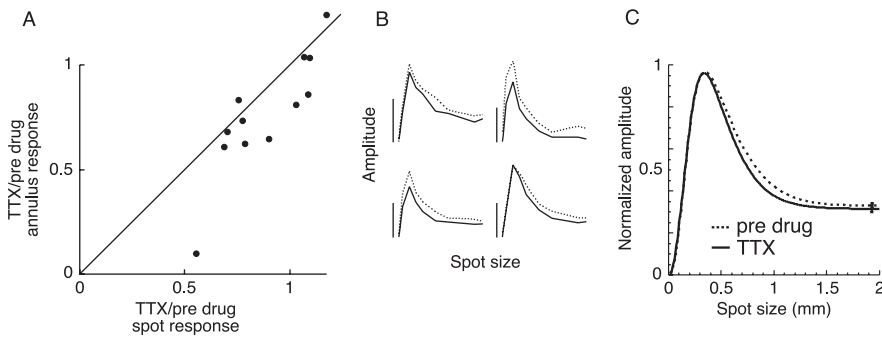 A
TTX/pre drug
annulus response
1
0.5
0
0
0.5
1
TTX/pre drug
spot response
B
Amplitude
Spot size
C
Normalized amplitude
1
0.5
0
pre drug
TTX
0
0.5
1
1.5
2
Spot size (mm)